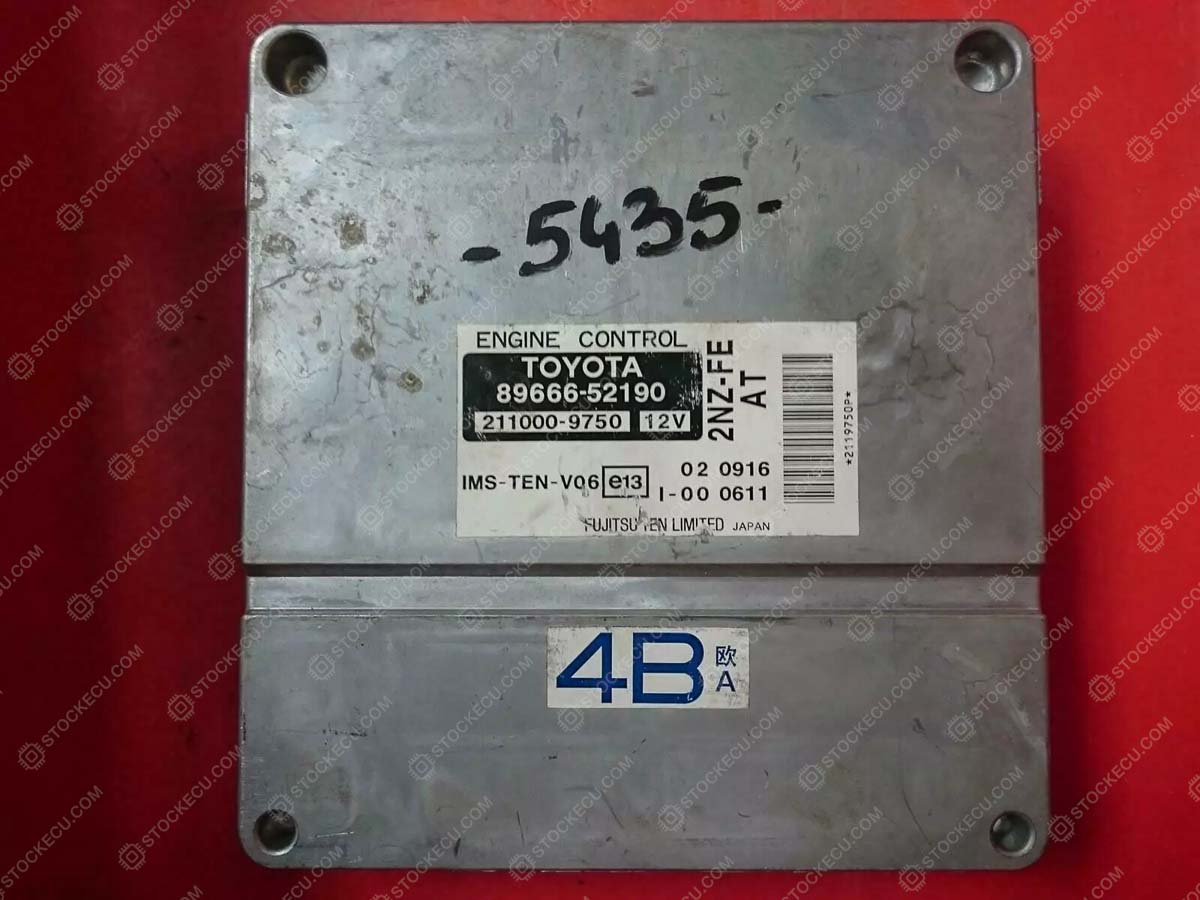 -5435-
ENGINE CONTROL
TOYOTA
89666-52190
211000-9750 12V
2NZ-FE
AT
*2119750P*
IMS-TEN-V06 e13
02 0916
I-00 0611
FUJITSU TEN LIMITED JAPAN
4B 欧
A
STOCKECU.COM